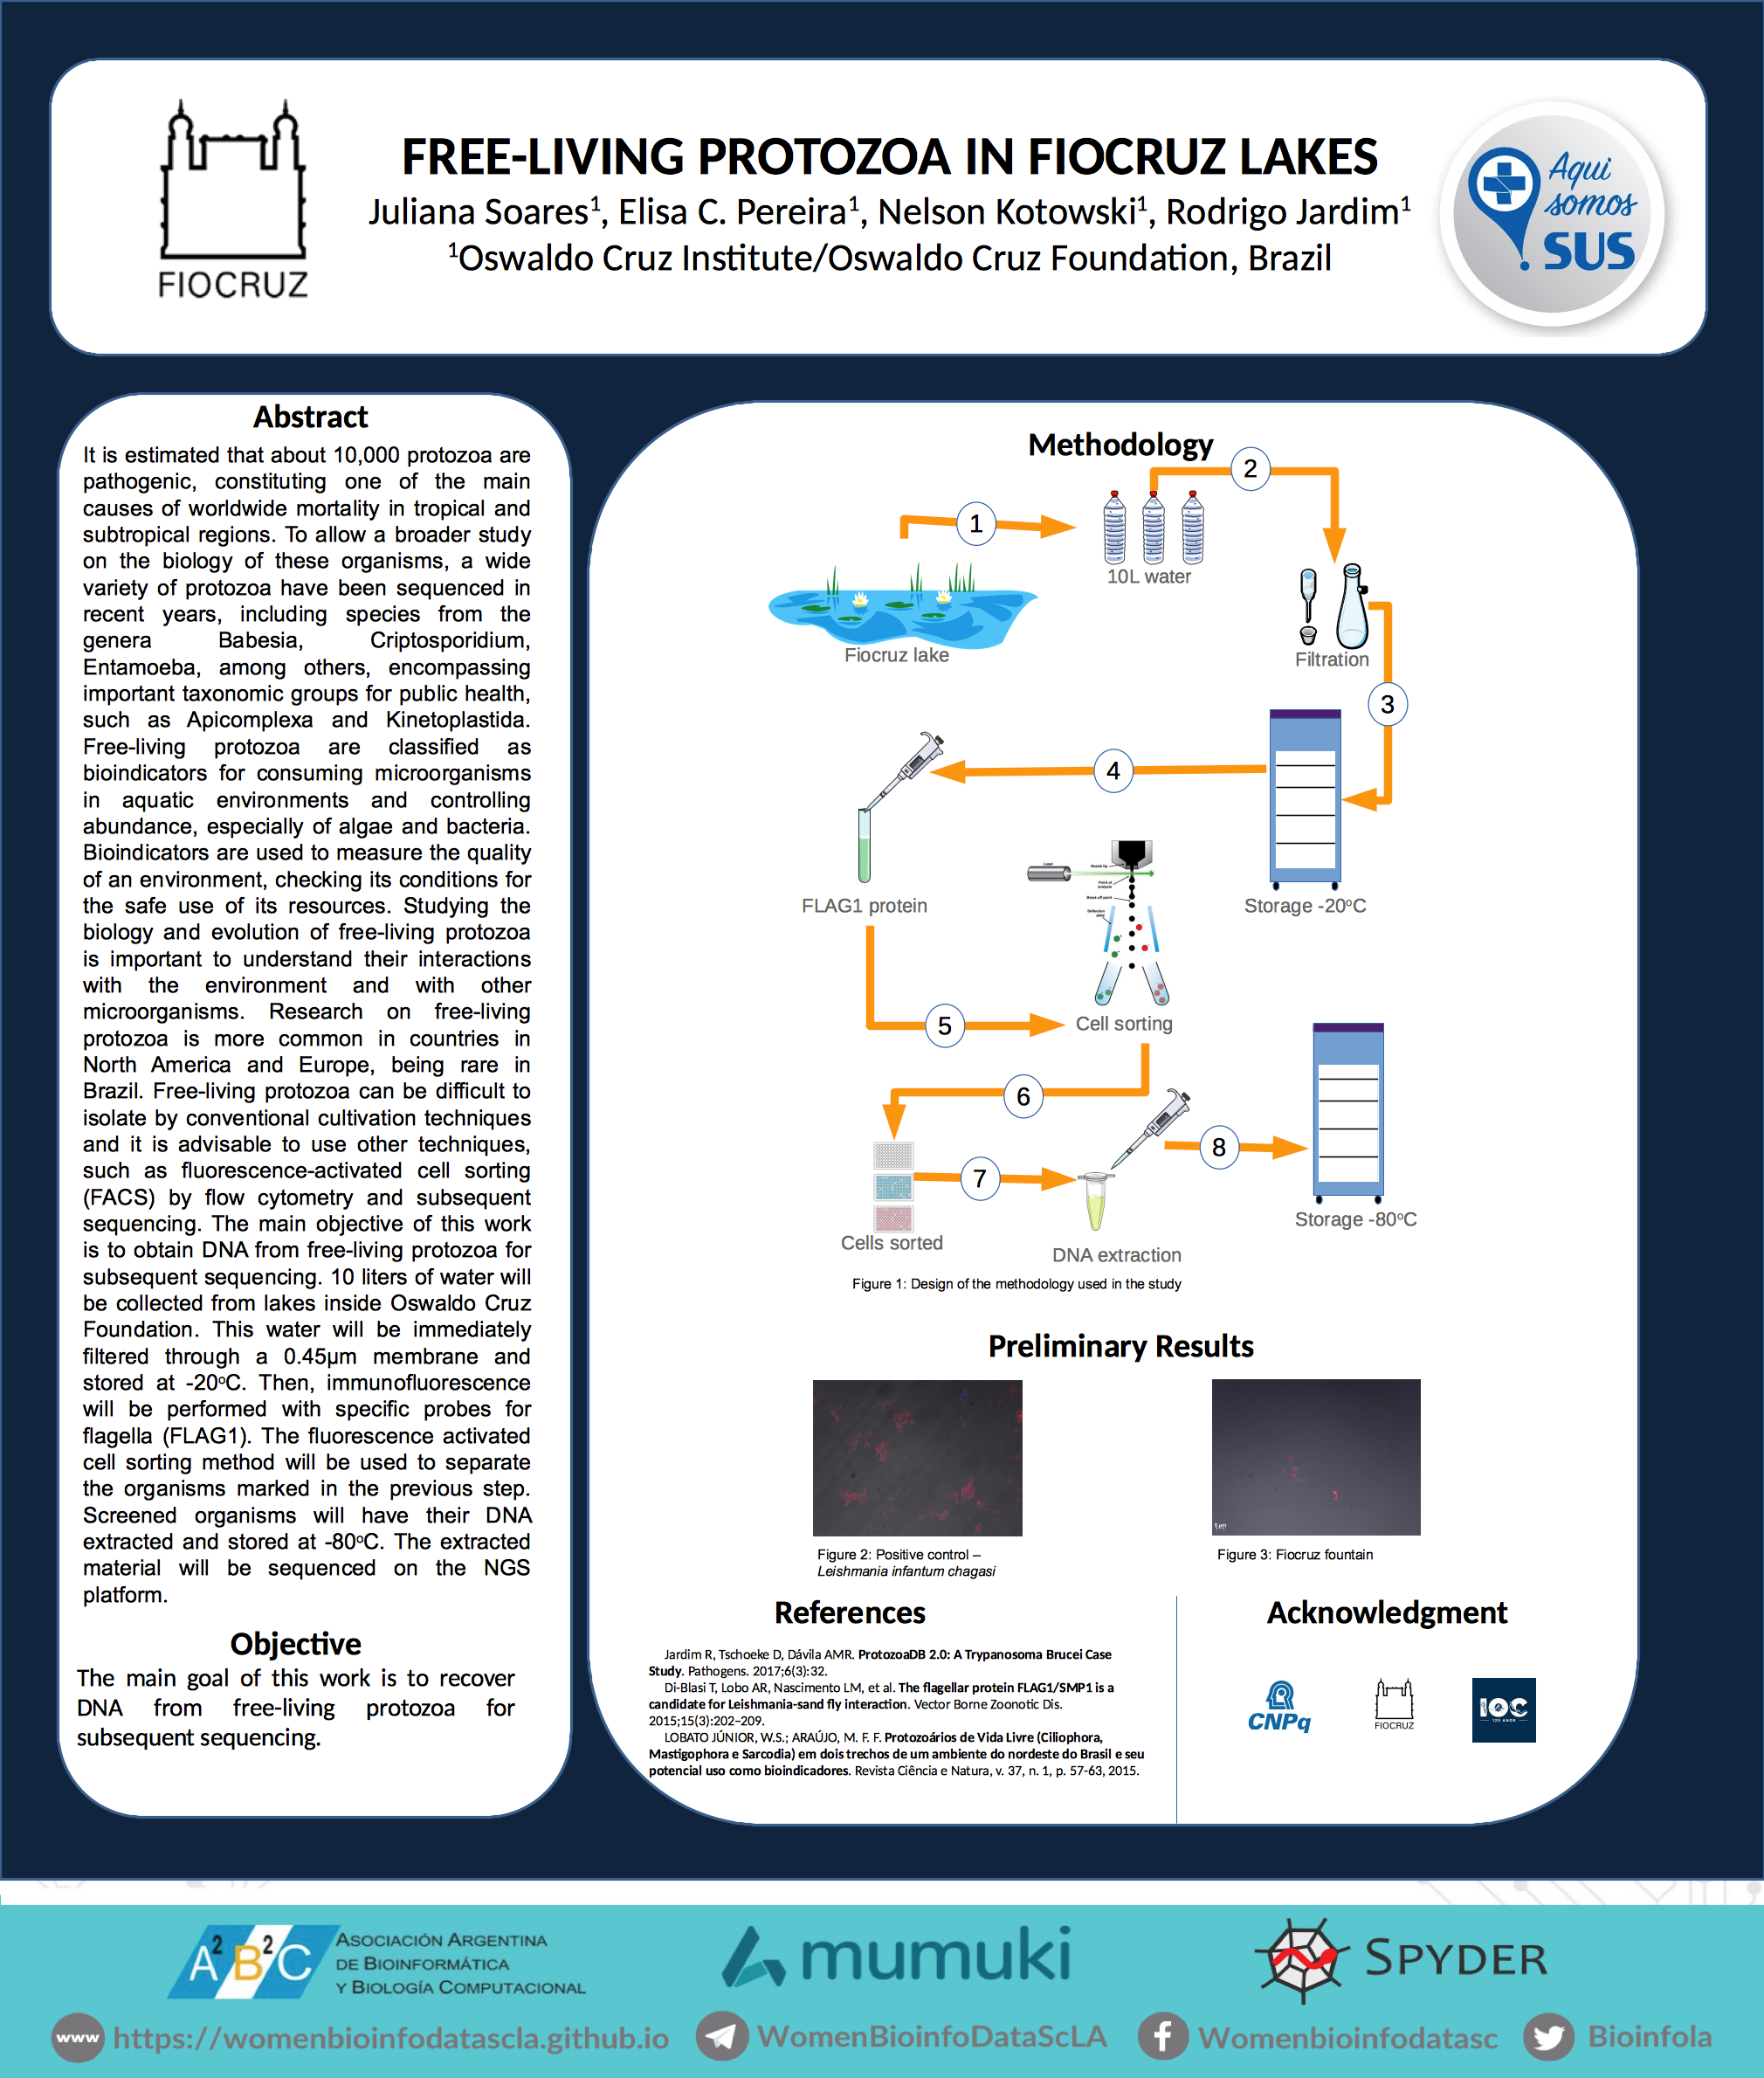 FIOCRUZ
FREE-LIVING PROTOZOA IN FIOCRUZ LAKES
Juliana Soares¹, Elisa C. Pereira¹, Nelson Kotowski¹, Rodrigo Jardim¹
¹Oswaldo Cruz Institute/Oswaldo Cruz Foundation, Brazil
Aqui
somos
SUS
Abstract
It is estimated that about 10,000 protozoa are
pathogenic, constituting one of the main
causes of worldwide mortality in tropical and
subtropical regions. To allow a broader study
on the biology of these organisms, a wide
variety of protozoa have been sequenced in
recent years, including species from the
genera Babesia, Criptosporidium,
Entamoeba, among others, encompassing
important taxonomic groups for public health,
such as Apicomplexa and Kinetoplastida.
Free-living protozoa are classified as
bioindicators for consuming microorganisms
in aquatic environments and controlling
abundance, especially of algae and bacteria.
Bioindicators are used to measure the quality
of an environment, checking its conditions for
the safe use of its resources. Studying the
biology and evolution of free-living protozoa
is important to understand their interactions
with the environment and with other
microorganisms. Research on free-living
protozoa is more common in countries in
North America and Europe, being rare in
Brazil. Free-living protozoa can be difficult to
isolate by conventional cultivation techniques
and it is advisable to use other techniques,
such as fluorescence-activated cell sorting
(FACS) by flow cytometry and subsequent
sequencing. The main objective of this work
is to obtain DNA from free-living protozoa for
subsequent sequencing. 10 liters of water will
be collected from lakes inside Oswaldo Cruz
Foundation. This water will be immediately
filtered through a 0.45µm membrane and
stored at -20ºC. Then, immunofluorescence
will be performed with specific probes for
flagella (FLAG1). The fluorescence activated
cell sorting method will be used to separate
the organisms marked in the previous step.
Screened organisms will have their DNA
extracted and stored at -80ºC. The extracted
material will be sequenced on the NGS
platform.
Objective
The main goal of this work is to recover
DNA from free-living protozoa for
subsequent sequencing.
Methodology
1
2
10L water
Fiocruz lake
Filtration
3
4
FLAG1 protein
Laser
Nozzle tip
Point of
analysis
Break off point
Deflection
plate
Storage -20ºC
5
Cell sorting
6
7
8
Cells sorted
DNA extraction
Storage -80ºC
Figure 1: Design of the methodology used in the study
Preliminary Results
5 µm
Figure 2: Positive control –
Leishmania infantum chagasi
Figure 3: Fiocruz fountain
References
Jardim R, Tschoeke D, Dávila AMR. ProtozoaDB 2.0: A Trypanosoma Brucei Case
Study. Pathogens. 2017;6(3):32.
Di-Blasi T, Lobo AR, Nascimento LM, et al. The flagellar protein FLAG1/SMP1 is a
candidate for Leishmania-sand fly interaction. Vector Borne Zoonotic Dis.
2015;15(3):202–209.
LOBATO JÚNIOR, W.S.; ARAÚJO, M. F. F. Protozoários de Vida Livre (Ciliophora,
Mastigophora e Sarcodia) em dois trechos de um ambiente do nordeste do Brasil e seu
potencial uso como bioindicadores. Revista Ciência e Natura, v. 37, n. 1, p. 57-63, 2015.
Acknowledgment
CNPq
FIOCRUZ
IOC
120 ANOS
A²B²C
ASOCIACIÓN ARGENTINA
DE BIOINFORMÁTICA
Y BIOLOGÍA COMPUTACIONAL
mumuki
SPYDER
www https://womenbioinfodatascla.github.io
WomenBioinfoDataScLA
Womenbioinfodatasc
Bioinfola